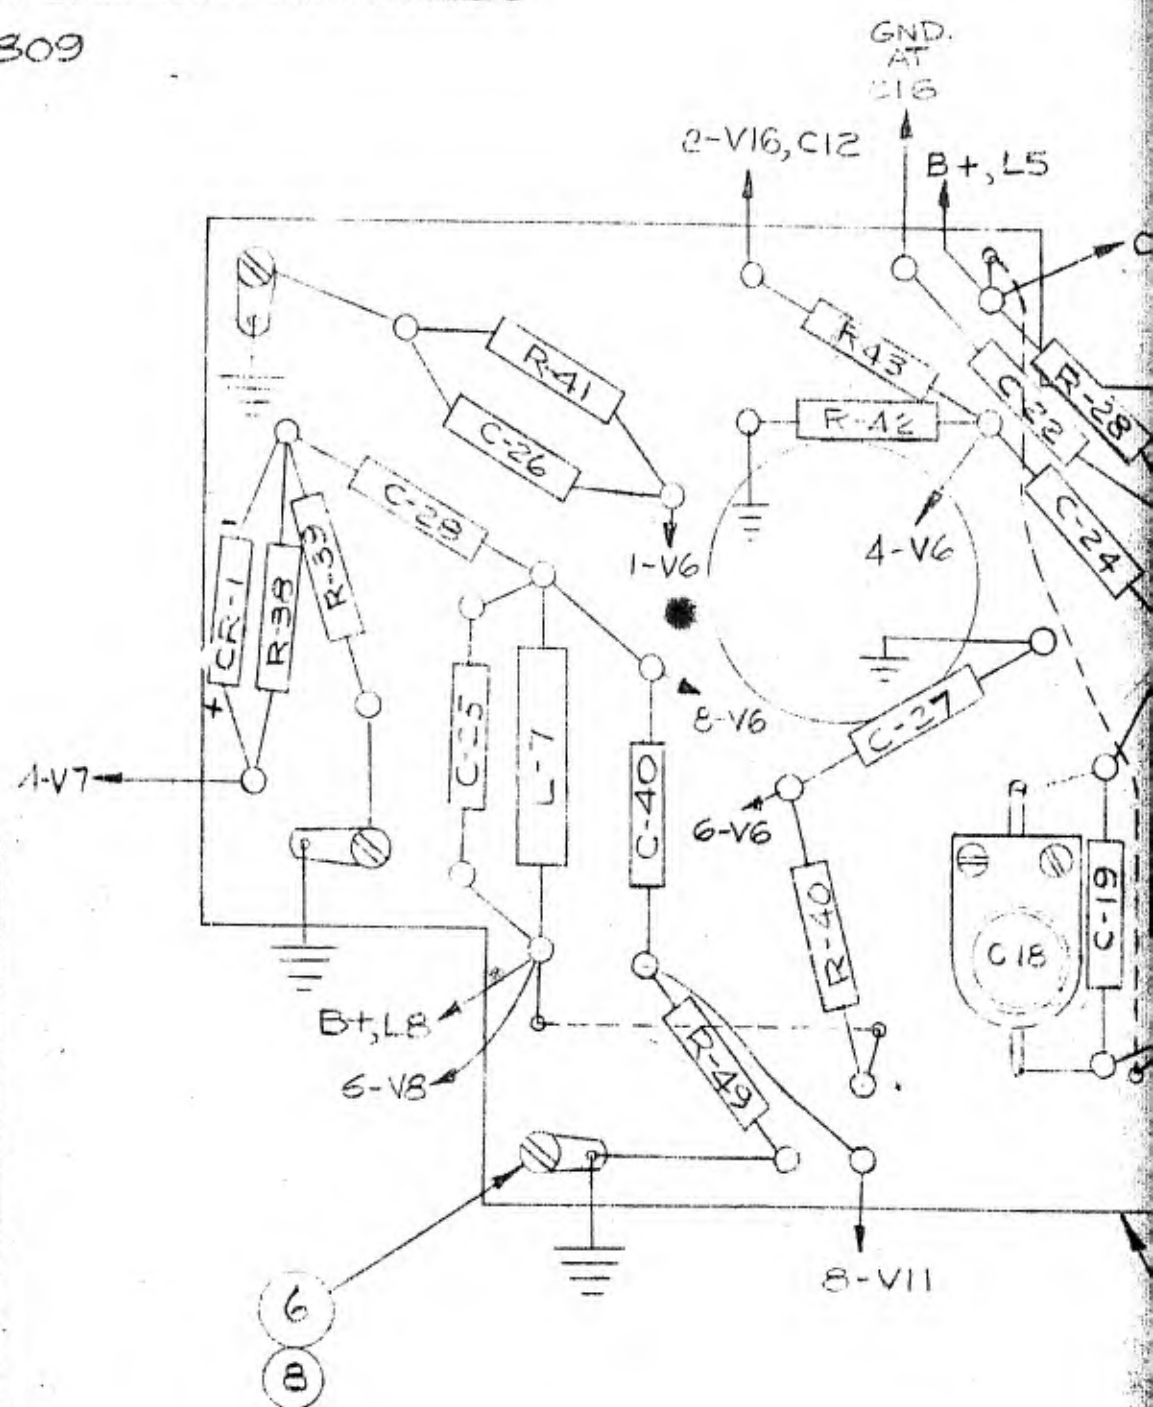 309
GND.
AT
C16
2-V16, C12
B+, L5
R-41
R-43
C-26
R-42
C-22
R-28
C-28
C-24
1-V6
4-V6
CR-1
R-38
R-39
C-25
L-7
8-V6
C-27
C-40
4-V7
6-V6
R-40
C18
C-19
B+, L8
6-V8
R-49
8-V11
6
8